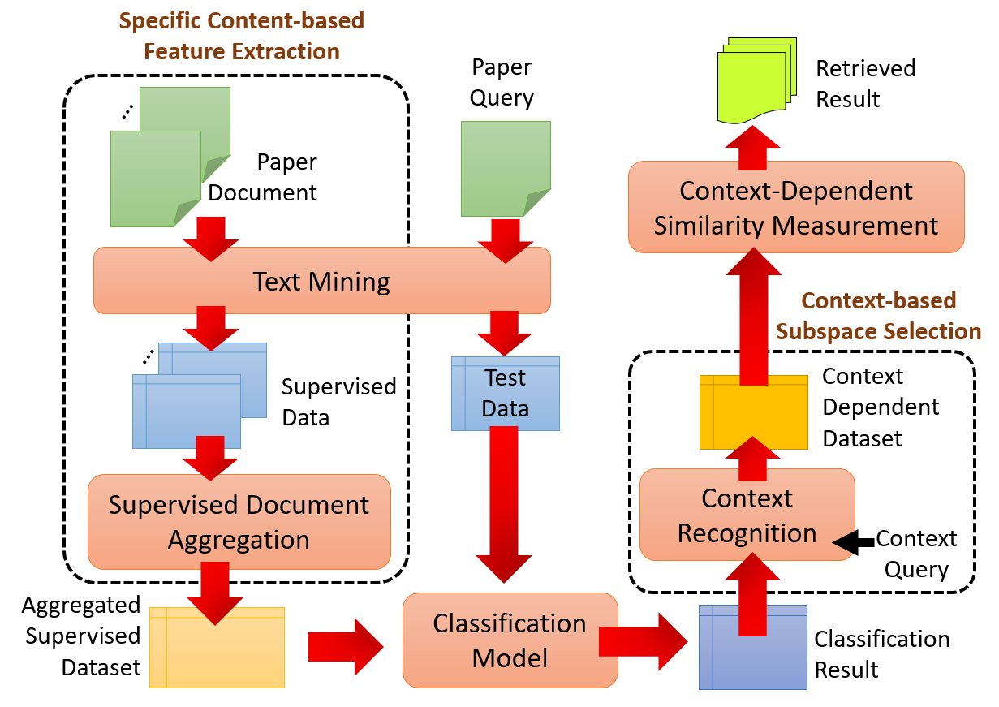 Specific Content-based
Feature Extraction
Paper
Document
Paper
Query
Text Mining
Supervised
Data
Test
Data
Supervised Document
Aggregation
Aggregated
Supervised
Dataset
Classification
Model
Classification
Result
Context
Recognition
Context
Query
Context
Dependent
Dataset
Context-based
Subspace Selection
Context-Dependent
Similarity Measurement
Retrieved
Result